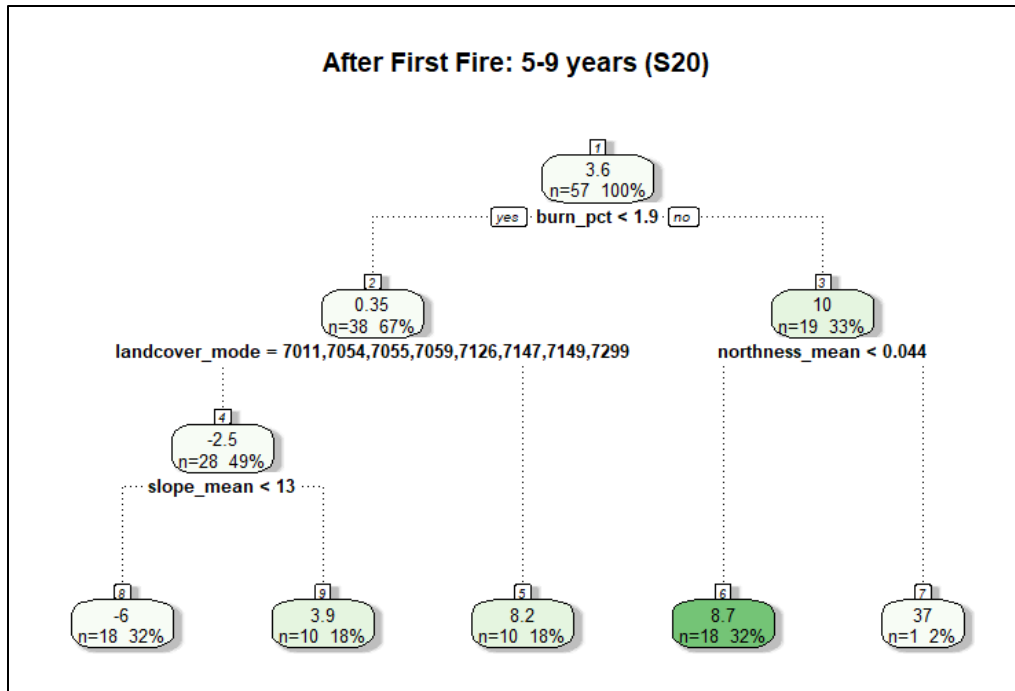 After First Fire: 5-9 years (S20)
1
3.6
n=57 100%
yes burn_pct < 1.9 no
2
0.35
n=38 67%
3
10
n=19 33%
landcover_mode = 7011,7054,7055,7059,7126,7147,7149,7299
northness_mean < 0.044
4
-2.5
n=28 49%
slope_mean < 13
8
-6
n=18 32%
9
3.9
n=10 18%
5
8.2
n=10 18%
6
8.7
n=18 32%
7
37
n=1 2%